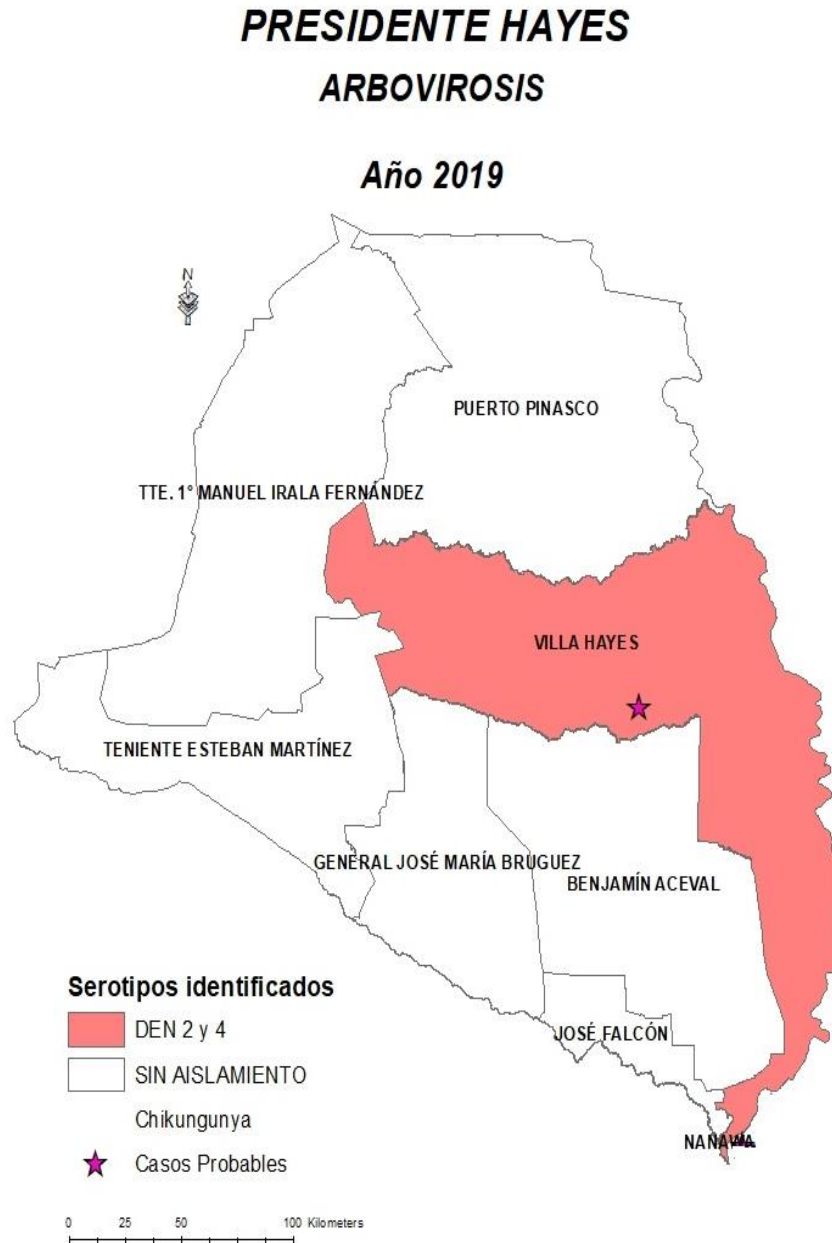 PRESIDENTE HAYES
ARBOVIROSIS
Año 2019
N
PUERTO PINASCO
TTE. 1° MANUEL IRALA FERNÁNDEZ
VILLA HAYES
TENIENTE ESTEBAN MARTÍNEZ
GENERAL JOSÉ MARÍA BRUGUEZ
BENJAMÍN ACEVAL
JOSÉ FALCÓN
NANAWA
Serotipos identificados
DEN 2 y 4
SIN AISLAMIENTO
Chikungunya
Casos Probables
0 25 50 100 Kilometers